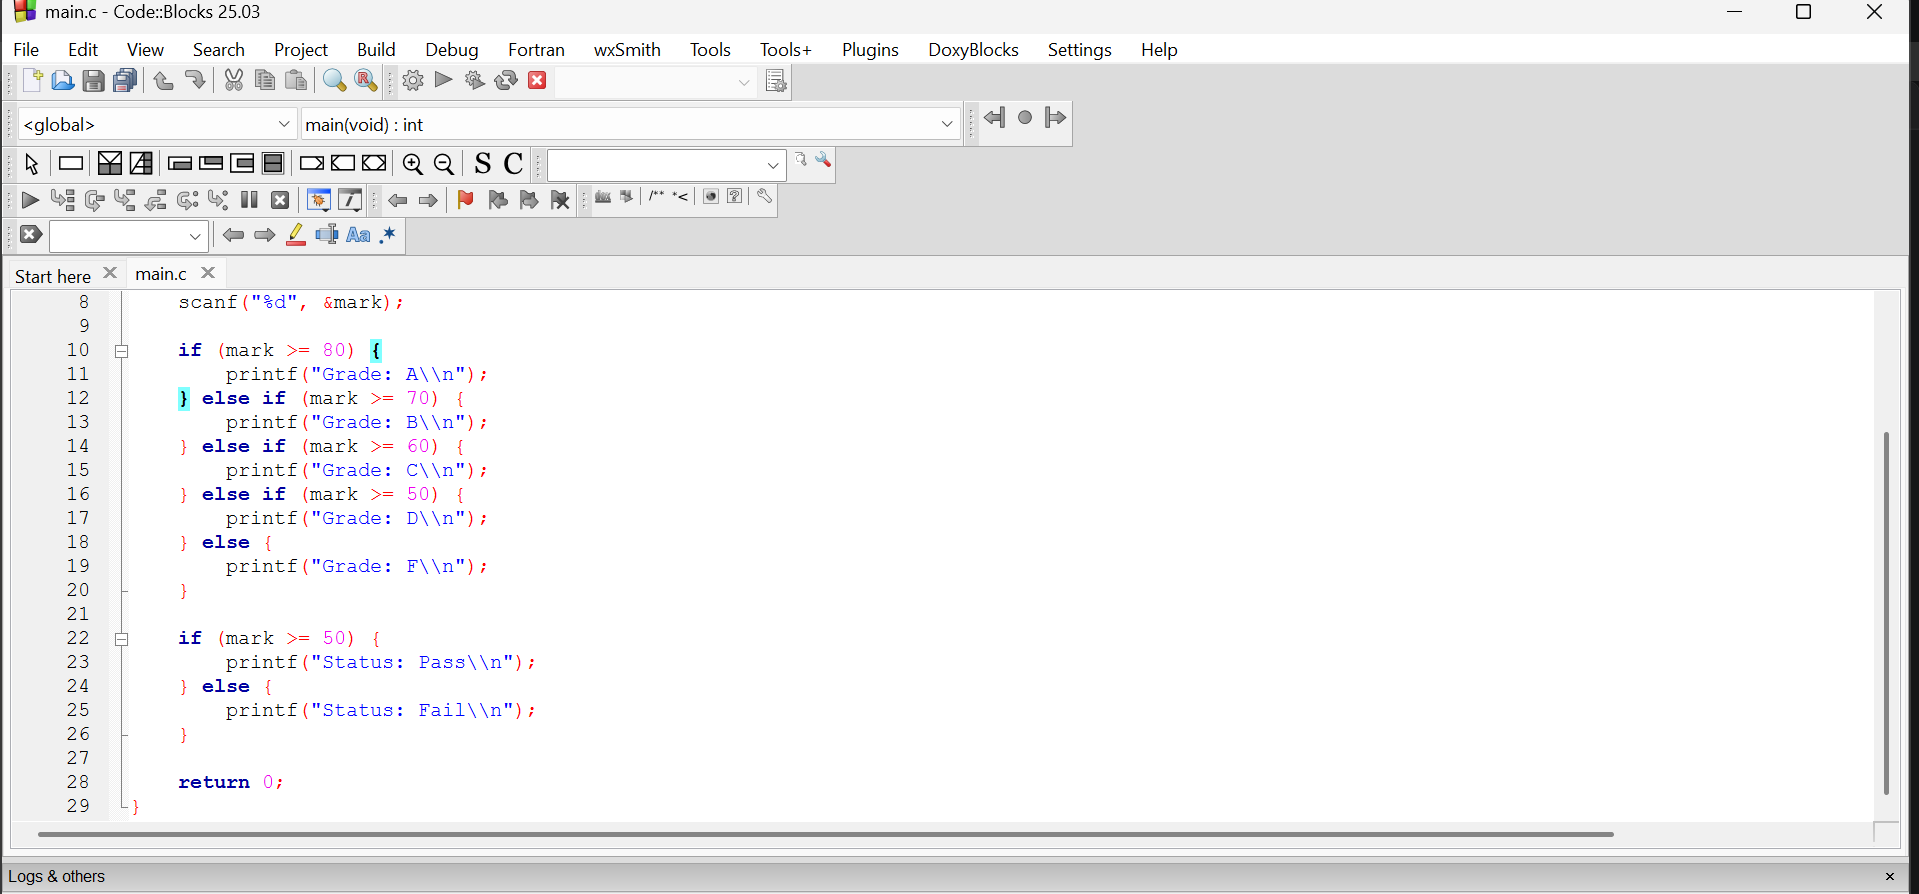 main.c - Code::Blocks 25.03
File Edit View Search Project Build Debug Fortran wxSmith Tools Tools+ Plugins DoxyBlocks Settings Help
<global> main(void) : int
S C
/** *<
Aa .*
Start here main.c
8 scanf("%d", &mark);
9
10 if (mark >= 80) {
11 printf("Grade: A\\n");
12 } else if (mark >= 70) {
13 printf("Grade: B\\n");
14 } else if (mark >= 60) {
15 printf("Grade: C\\n");
16 } else if (mark >= 50) {
17 printf("Grade: D\\n");
18 } else {
19 printf("Grade: F\\n");
20 }
21
22 if (mark >= 50) {
23 printf("Status: Pass\\n");
24 } else {
25 printf("Status: Fail\\n");
26 }
27
28 return 0;
29 }
Logs & others